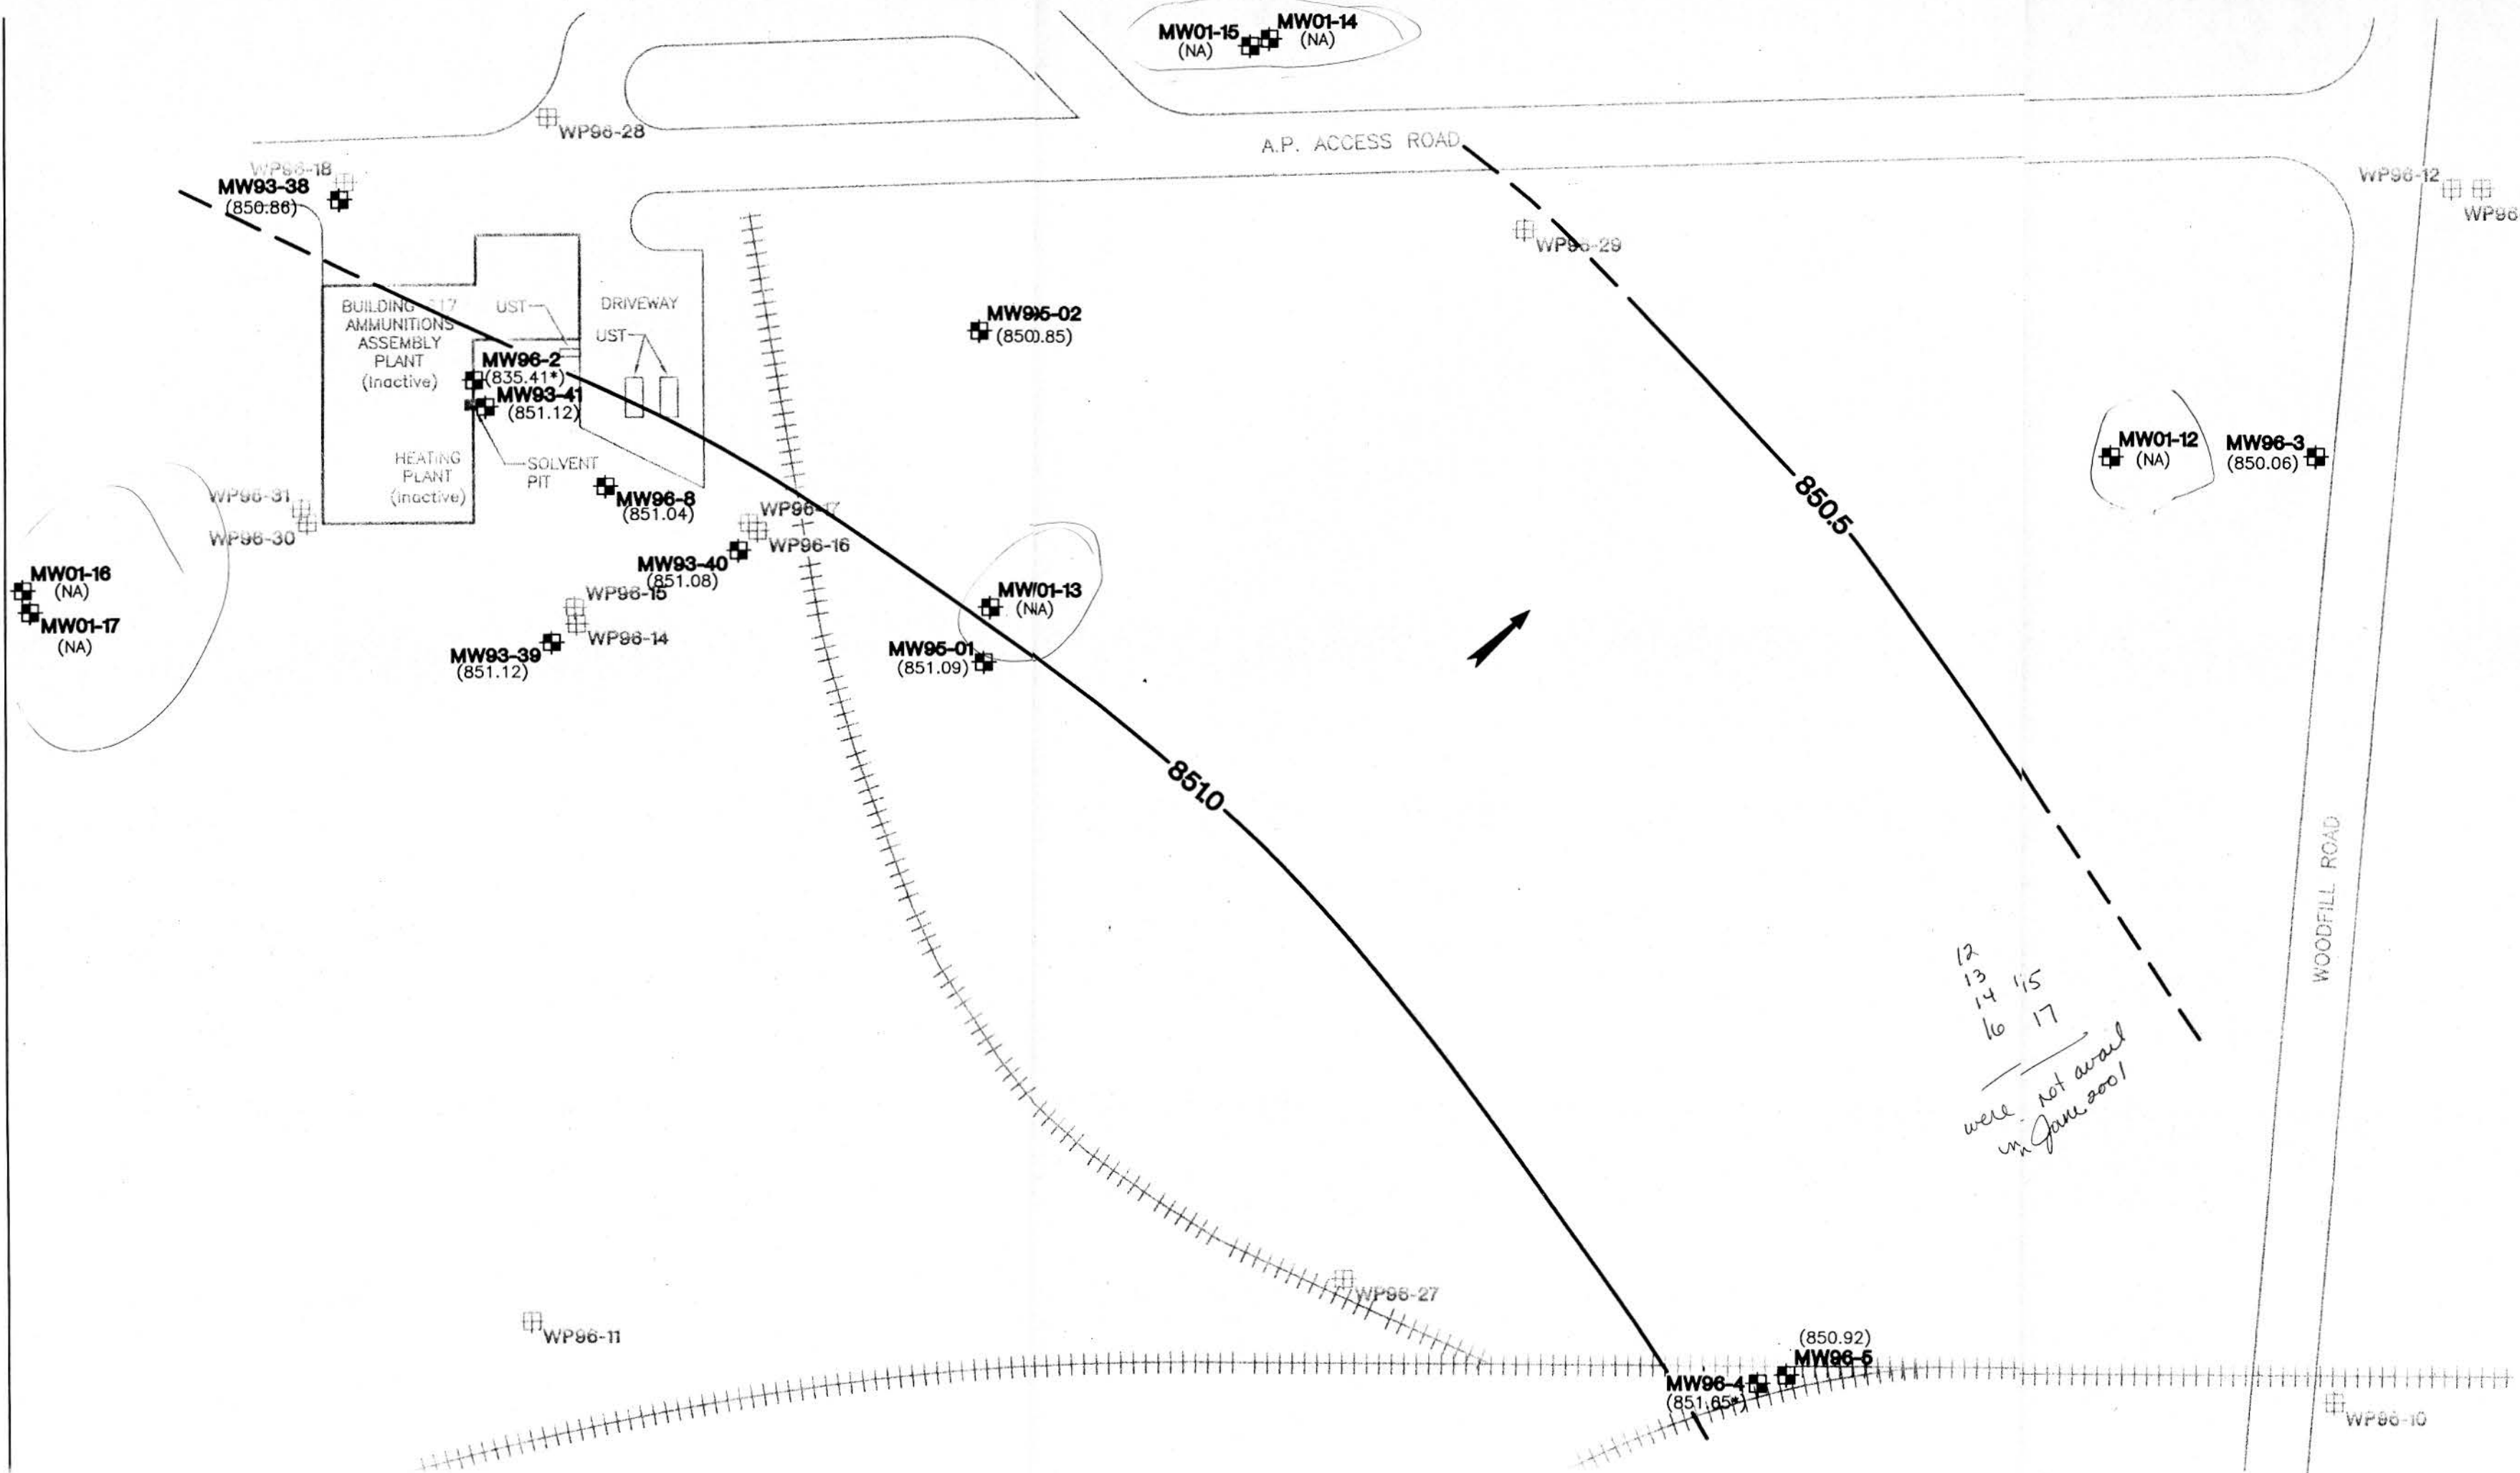 MW01-15
(NA)
MW01-14
(NA)
WP96-28
A.P. ACCESS ROAD
WP96-18
MW93-38
(850.86)
WP96-12
WP96
WP96-29
BUILDING
AMMUNITIONS
ASSEMBLY
PLANT
(Inactive)
UST
DRIVEWAY
UST
MW95-02
(850.85)
MW96-2
(835.41*)
MW93-41
(851.12)
HEATING
PLANT
(inactive)
SOLVENT
PIT
MW96-8
(851.04)
MW01-12
(NA)
MW96-3
(850.06)
850.5
WP96-31
WP96-30
WP96-17
WP96-16
MW93-40
(851.08)
MW01-16
(NA)
MW01-17
(NA)
WP96-15
WP96-14
MW93-39
(851.12)
MW01-13
(NA)
MW95-01
(851.09)
851.0
WOODFILL ROAD
12
13
14 15
16 17
were not avail
in June 2001
WP96-27
WP96-11
(850.92)
MW96-5
MW96-4
(851.65*)
WP96-10